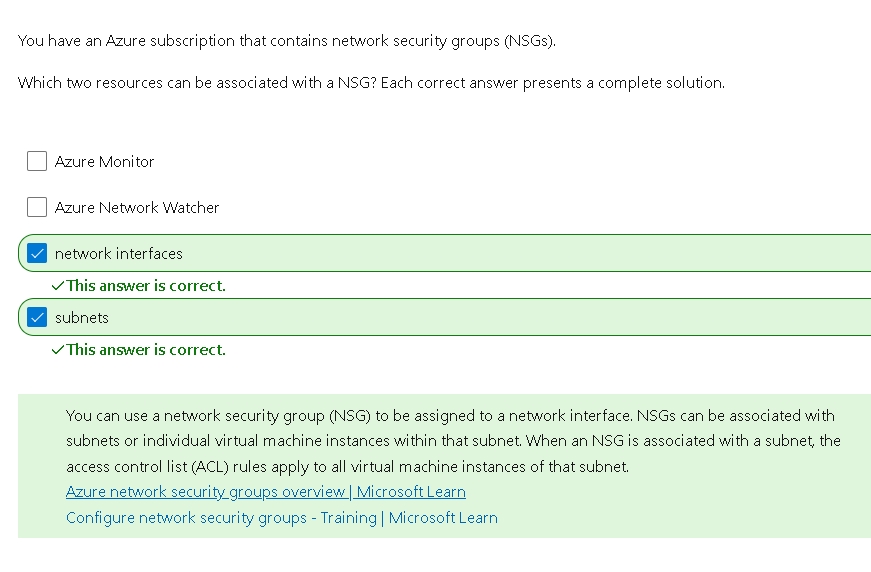 You have an Azure subscription that contains network security groups (NSGs).
Which two resources can be associated with a NSG? Each correct answer presents a complete solution.
Azure Monitor
Azure Network Watcher
network interfaces
This answer is correct.
subnets
This answer is correct.
You can use a network security group (NSG) to be assigned to a network interface. NSGs can be associated with
subnets or individual virtual machine instances within that subnet. When an NSG is associated with a subnet, the
access control list (ACL) rules apply to all virtual machine instances of that subnet.
Azure network security groups overview | Microsoft Learn
Configure network security groups - Training | Microsoft Learn